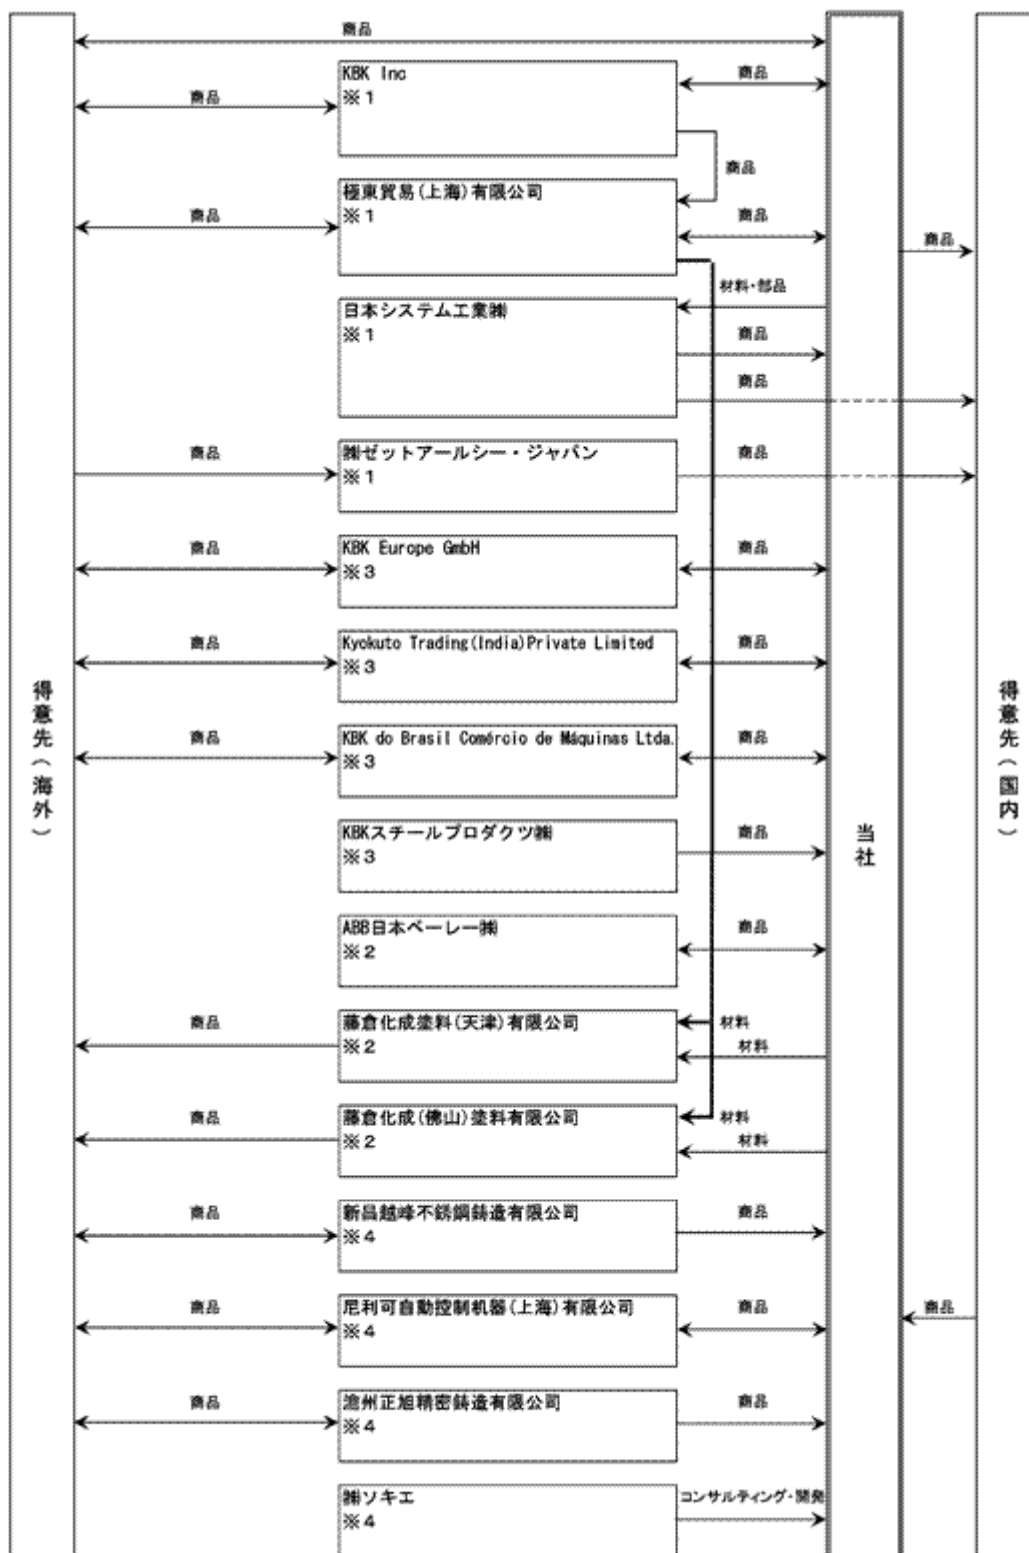 商品
KBK Inc
※1
商品
商品
商品
極東貿易(上海)有限公司
※1
商品
商品
商品
材料・部品
日本システム工業㈱
※1
商品
商品
㈱ゼットアールシー・ジャパン
※1
商品
商品
KBK Europe GmbH
※3
商品
商品
Kyokuto Trading(India)Private Limited
※3
商品
商品
KBK do Brasil Comércio de Máquinas Ltda.
※3
商品
商品
得意先(海外)
当社
得意先(国内)
KBKスチールプロダクツ㈱
※3
商品
ABB日本ベーレー㈱
※2
商品
藤倉化成塗料(天津)有限公司
※2
商品
材料
材料
藤倉化成(佛山)塗料有限公司
※2
商品
材料
材料
新昌越峰不銹鋼鋳造有限公司
※4
商品
商品
尼利可自動控制机器(上海)有限公司
※4
商品
商品
商品
滄州正旭精密鋳造有限公司
※4
商品
商品
㈱ソキエ
※4
コンサルティング・開発